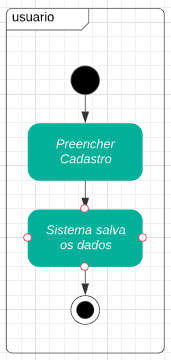 usuario
Preencher
Cadastro
Sistema salva
os dados